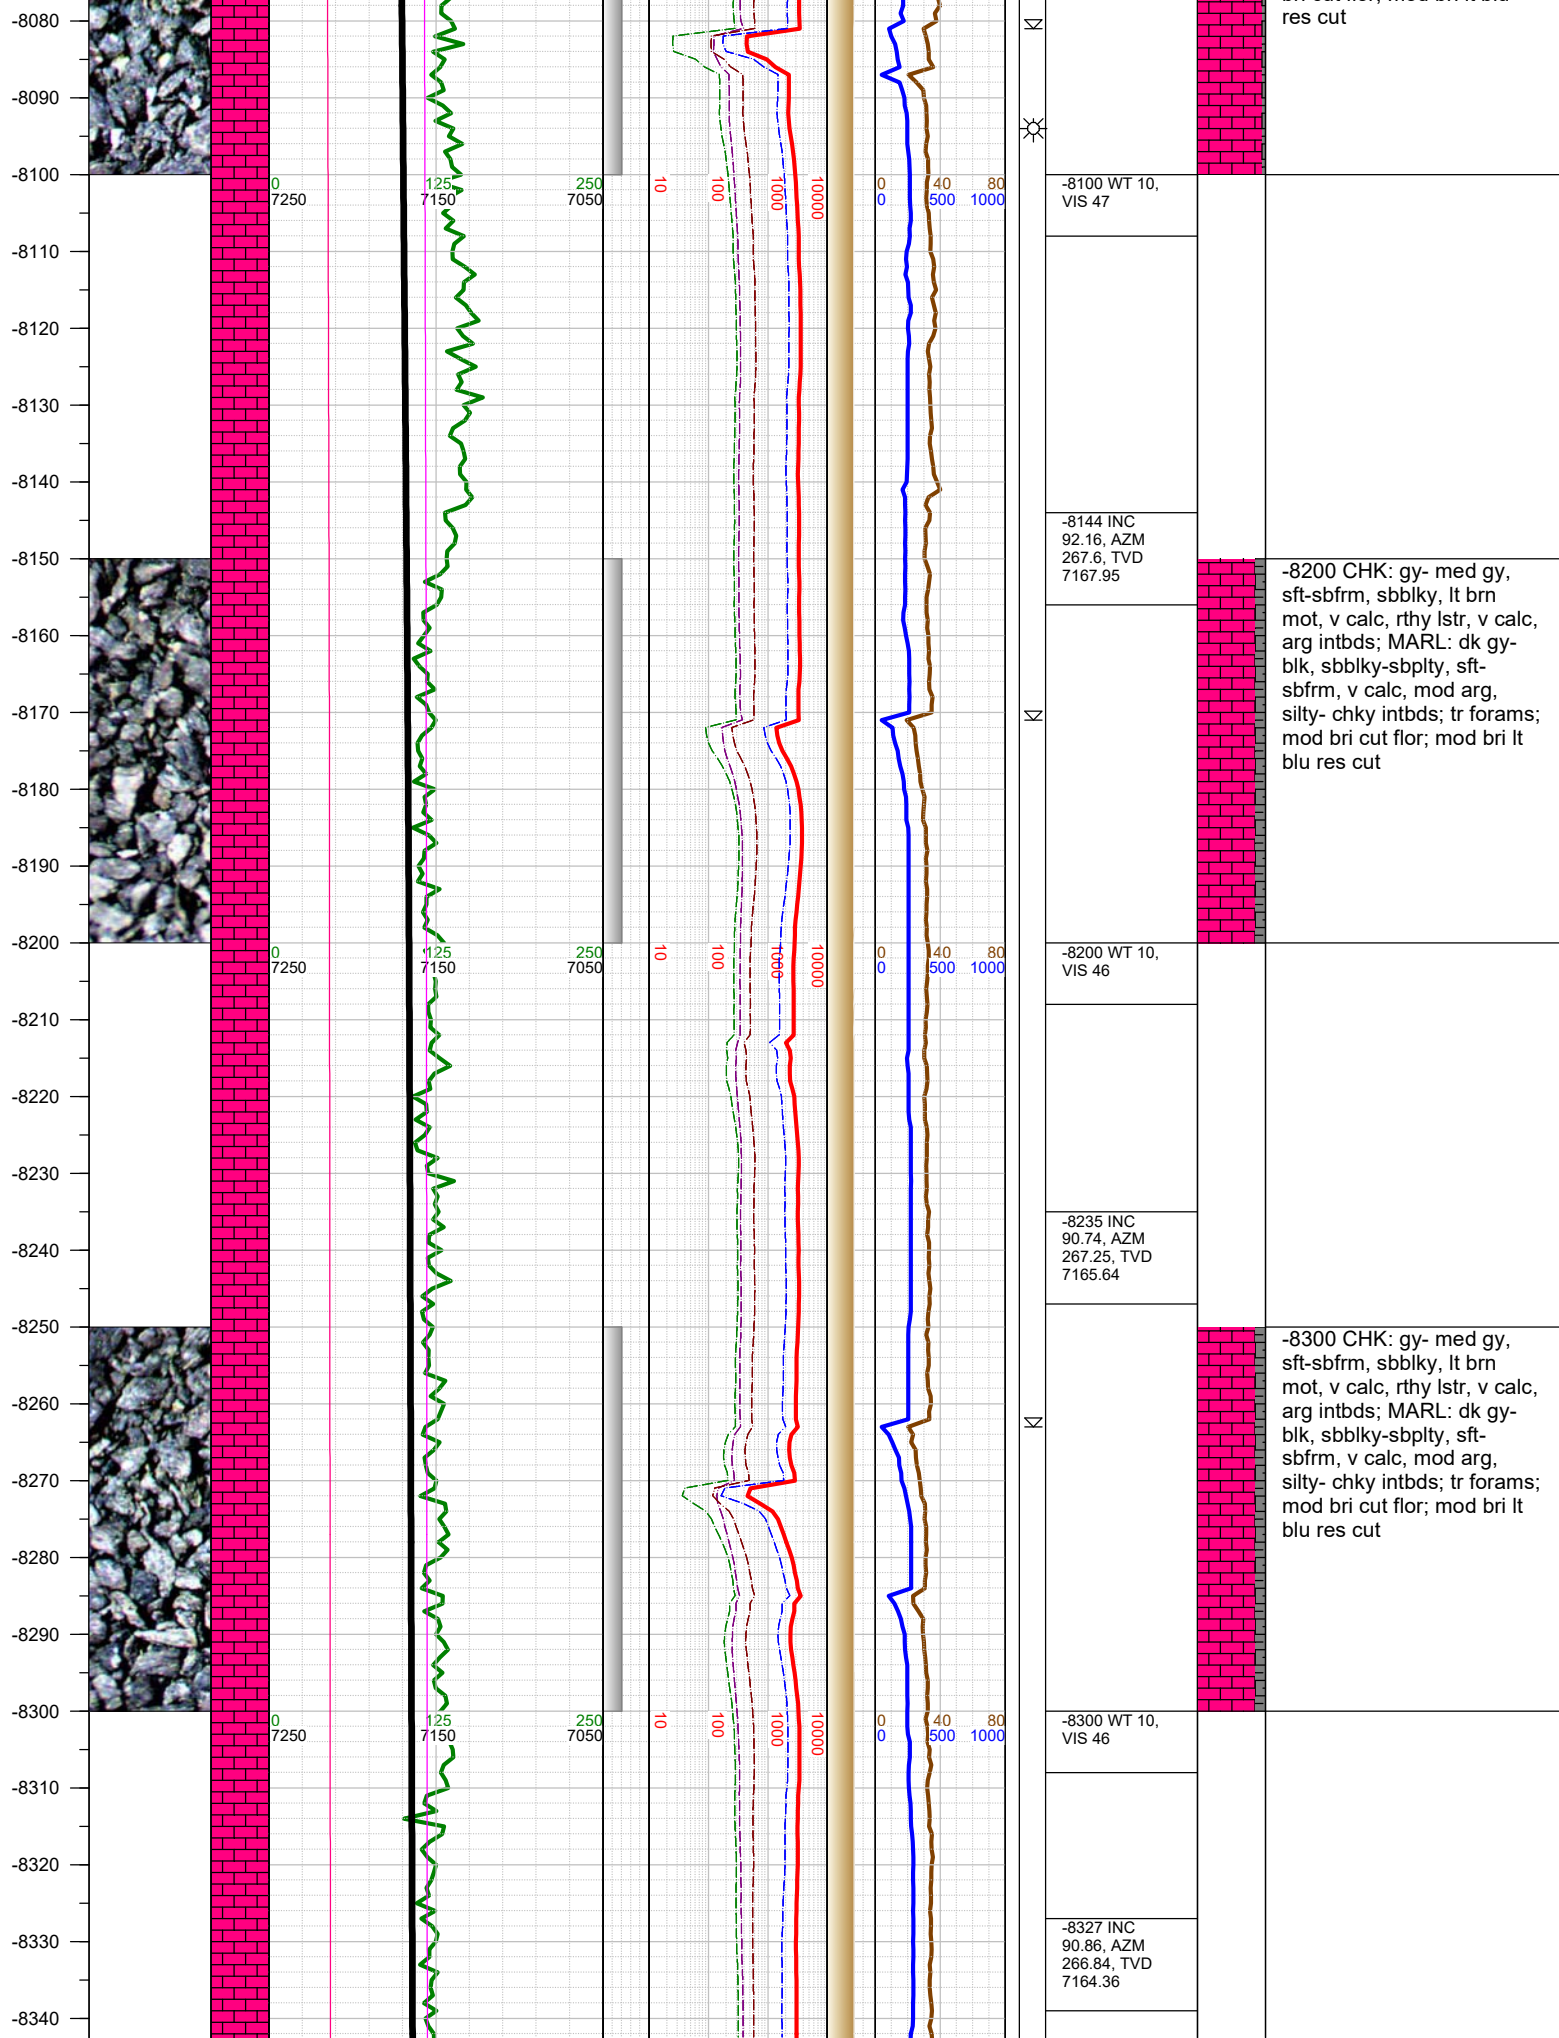 bri cut flor; mod bri lt blu
res cut
-8080
-8090
-8100
0 125 250
7250 7150 7050
10 100 1000 10000
0 40 80
0 500 1000
-8100 WT 10,
VIS 47
-8110
-8120
-8130
-8140
-8144 INC
92.16, AZM
267.6, TVD
7167.95
-8150
-8200 CHK: gy- med gy,
sft-sbfrm, sbblky, lt brn
mot, v calc, rthy lstr, v calc,
arg intbds; MARL: dk gy-
blk, sbblky-sbplty, sft-
sbfrm, v calc, mod arg,
silty- chky intbds; tr forams;
mod bri cut flor; mod bri lt
blu res cut
-8160
-8170
-8180
-8190
-8200
0 125 250
7250 7150 7050
10 100 1000 10000
0 40 80
0 500 1000
-8200 WT 10,
VIS 46
-8210
-8220
-8230
-8235 INC
90.74, AZM
267.25, TVD
7165.64
-8240
-8250
-8300 CHK: gy- med gy,
sft-sbfrm, sbblky, lt brn
mot, v calc, rthy lstr, v calc,
arg intbds; MARL: dk gy-
blk, sbblky-sbplty, sft-
sbfrm, v calc, mod arg,
silty- chky intbds; tr forams;
mod bri cut flor; mod bri lt
blu res cut
-8260
-8270
-8280
-8290
-8300
0 125 250
7250 7150 7050
10 100 1000 10000
0 40 80
0 500 1000
-8300 WT 10,
VIS 46
-8310
-8320
-8327 INC
90.86, AZM
266.84, TVD
7164.36
-8330
-8340